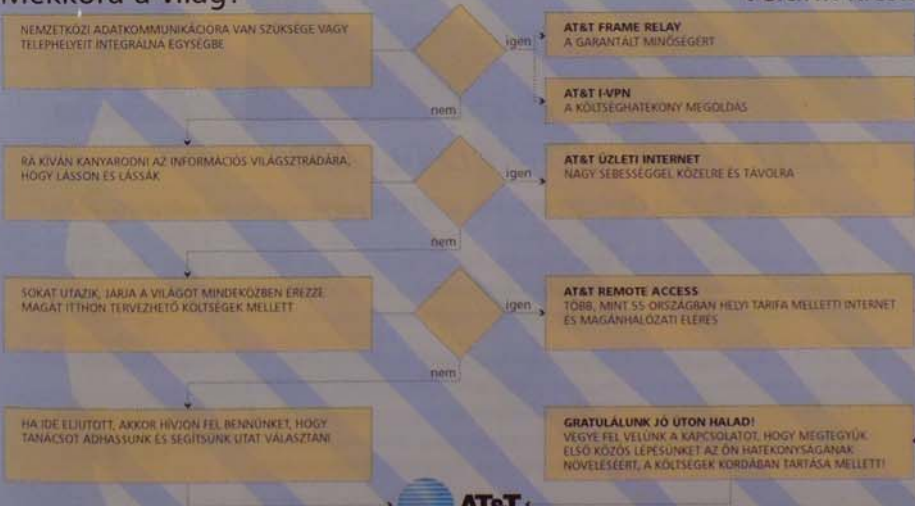 Mekkora a világ?
NEMZETKÖZI ADATKOMMUNIKÁCIÓRA VAN SZÜKSÉGE VAGY
TELEPHELYEIT INTEGRÁLNA EGYSÉGBE
igen
AT&T FRAME RELAY
A GARANTÁLT MINŐSÉGÉRT
AT&T I-VPN
A KÖLTSÉGHATÉKONY MEGOLDÁS
nem
RÁ KÍVÁN KANYARODNI AZ INFORMÁCIÓS VILÁGSZTRÁDÁRA,
HOGY LÁSSON ÉS LÁSSÁK
igen
AT&T ÜZLETI INTERNET
NAGY SEBESSÉGGEL KÖZELRE ÉS TÁVOLRA
nem
SOKAT UTAZIK, JÁRJA A VILÁGOT MINDEKÖZBEN ÉREZZE
MAGÁT ITTHON TERVEZHETŐ KÖLTSÉGEK MELLETT
igen
AT&T REMOTE ACCESS
TÖBB, MINT 55 ORSZÁGBAN HELYI TARIFA MELLETTI INTERNET
ÉS MAGÁNHÁLÓZATI ELÉRÉS
nem
HA IDE ELJUTOTT, AKKOR HÍVJON FEL BENNÜNKET, HOGY
TANÁCSOT ADHASSUNK ÉS SEGÍTSÜNK UTAT VÁLASZTANI
GRATULÁLUNK JÓ ÚTON HALAD!
VEGYE FEL VELÜNK A KAPCSOLATOT, HOGY MEGTEGYÜK
ELSŐ KÖZÖS LÉPÉSÜNKET AZ ÖN HATÉKONYSÁGÁNAK
NÖVELÉSÉÉRT, A KÖLTSÉGEK KORDÁBAN TARTÁSA MELLETT!
AT&T